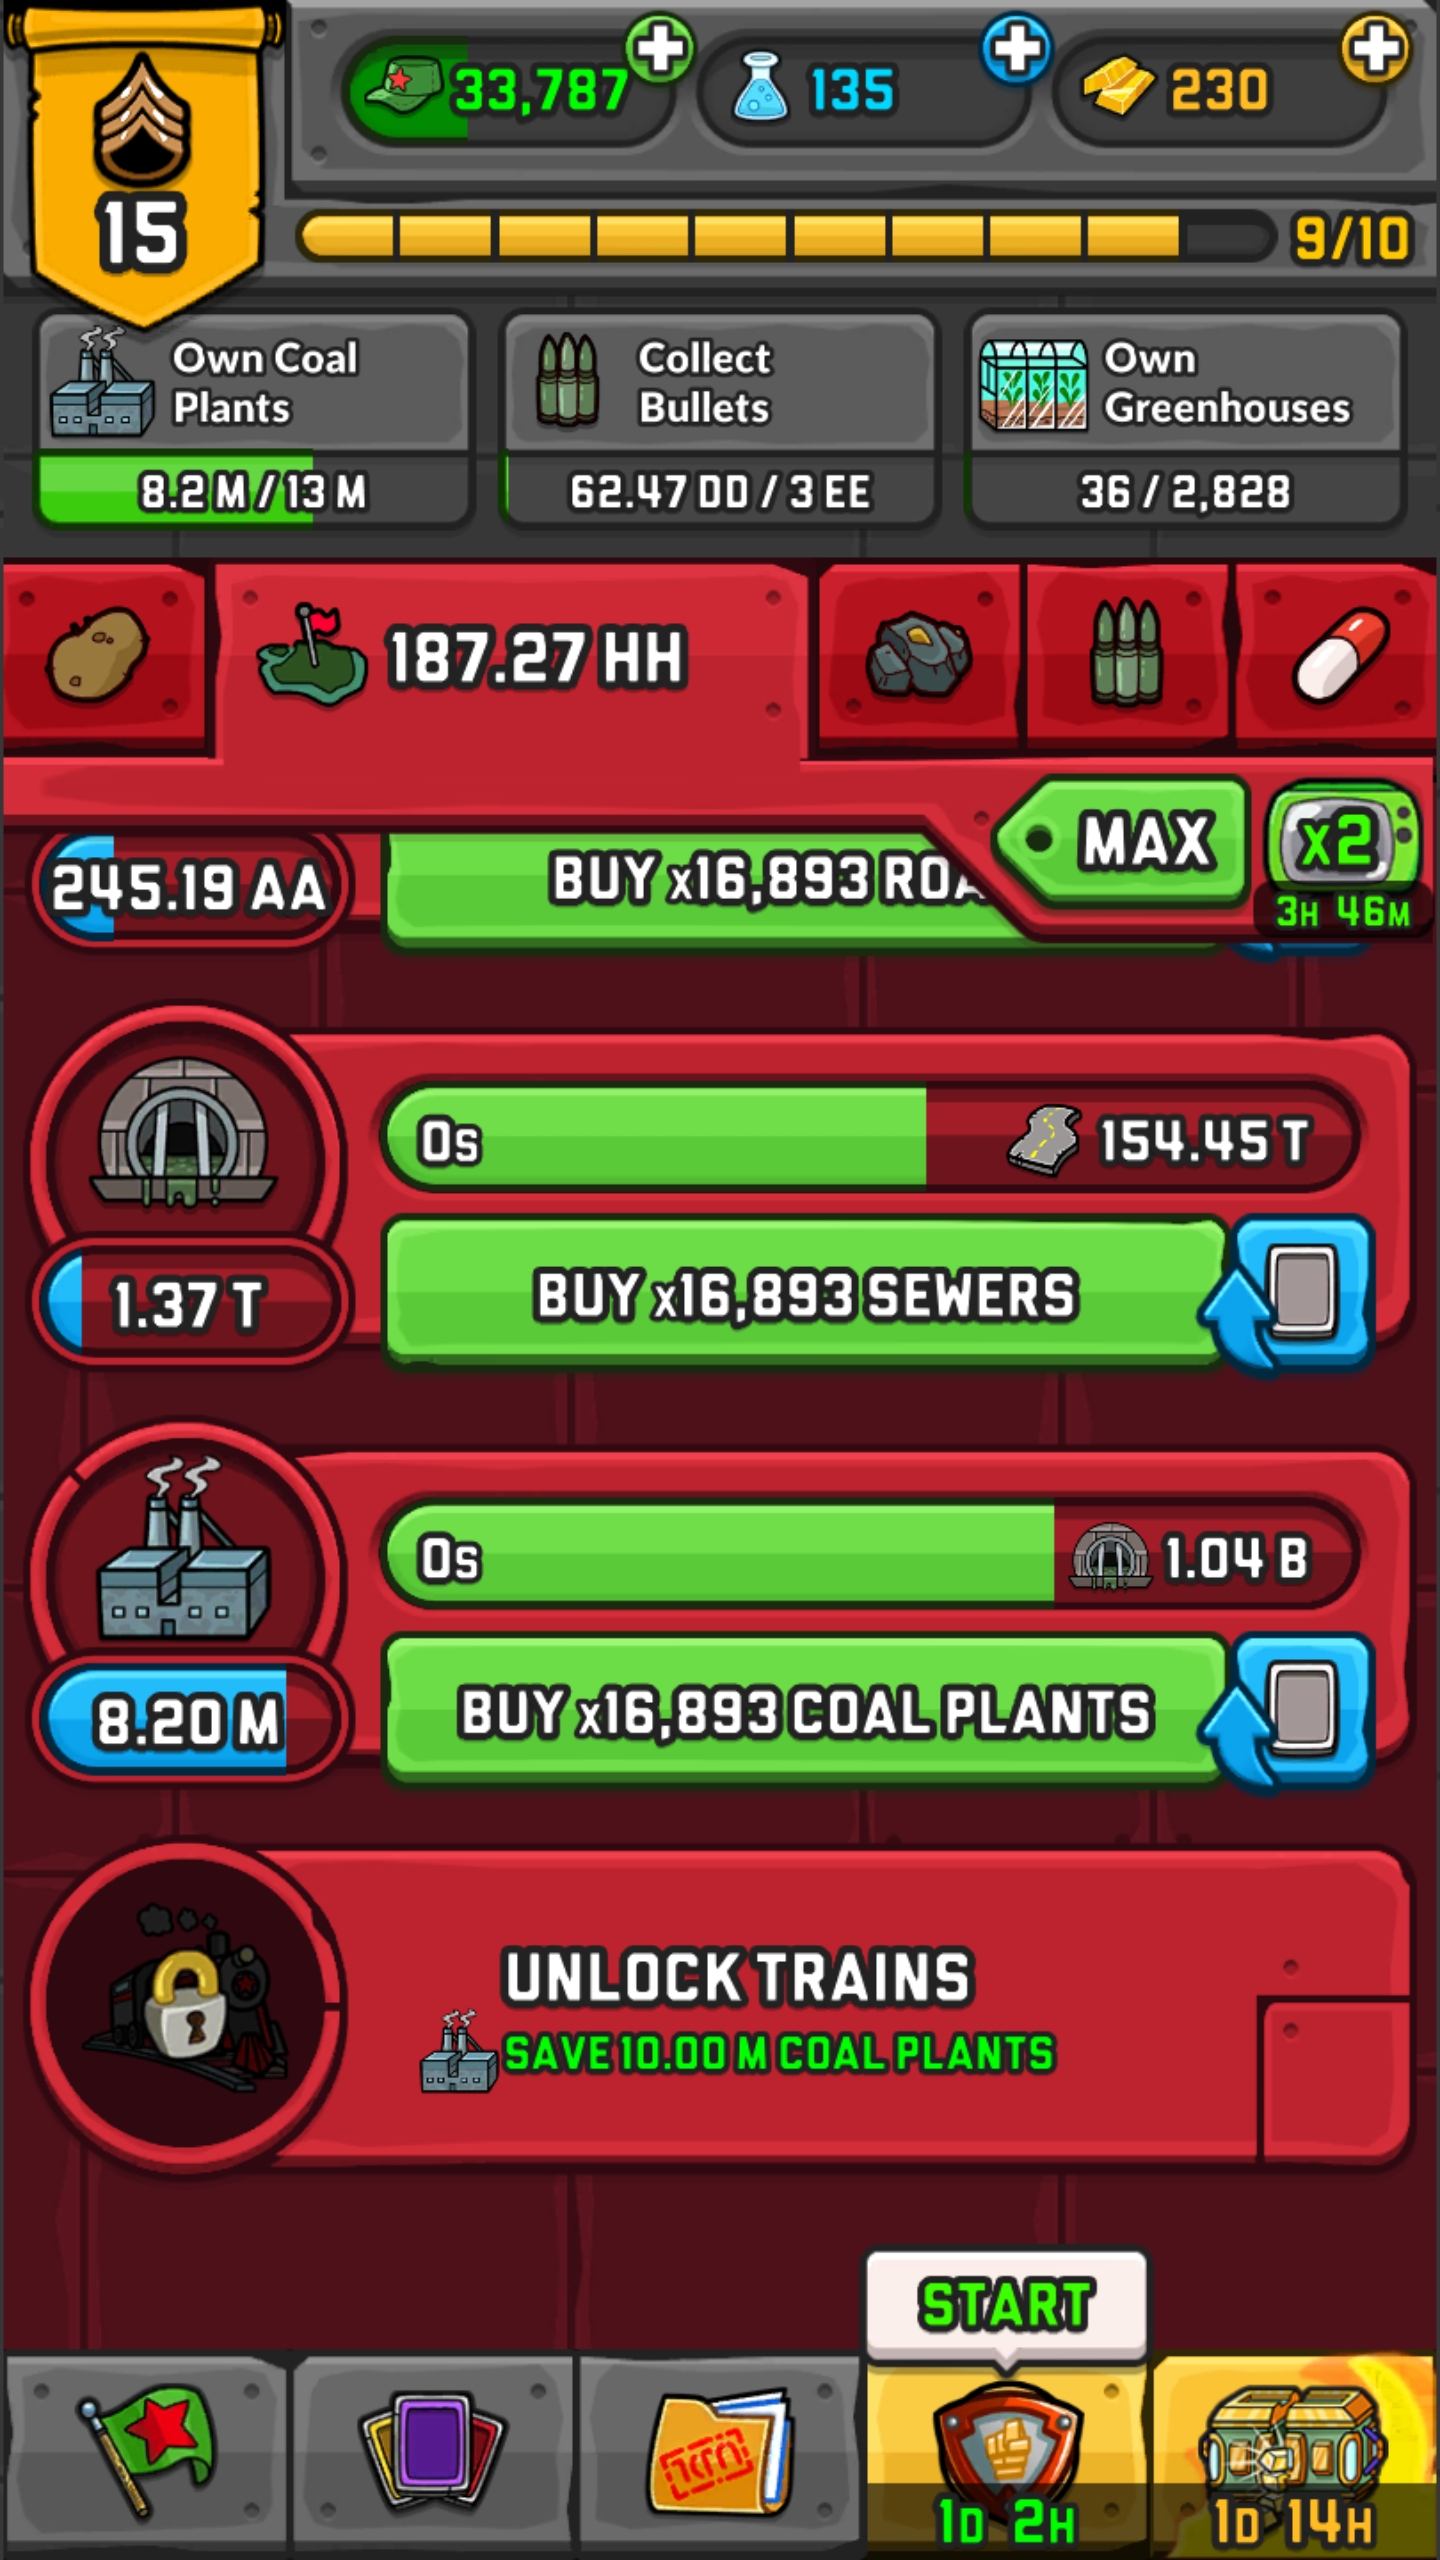 33,787
135
230
15
9/10
Own Coal
Plants
8.2 M / 13 M
Collect
Bullets
62.47 DD / 3 EE
Own
Greenhouses
36 / 2,828
187.27 HH
MAX
x2
3H 46M
245.19 AA
BUY x16,893 ROA
0s
154.45 T
1.37 T
BUY x16,893 SEWERS
0s
1.04 B
8.20 M
BUY x16,893 COAL PLANTS
UNLOCK TRAINS
SAVE 10.00 M COAL PLANTS
START
1D 2H
1D 14H